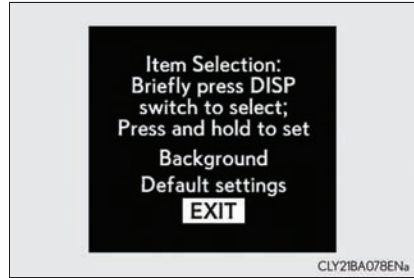 Item Selection:
Briefly press DISP
switch to select;
Press and hold to set
Background
Default settings
EXIT
CLY21BA078ENa